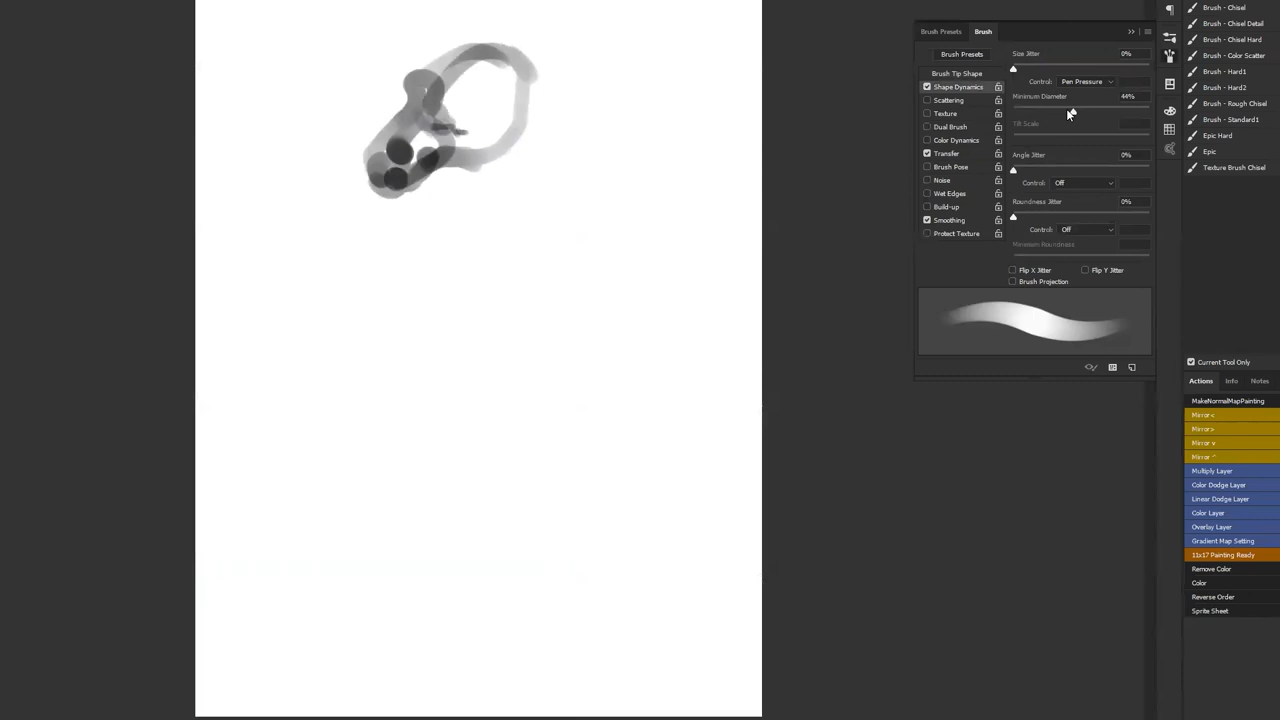 Brush Presets Brush
Brush Presets
Brush Tip Shape
Shape Dynamics
Scattering
Texture
Dual Brush
Color Dynamics
Transfer
Brush Pose
Noise
Wet Edges
Build-up
Smoothing
Protect Texture
Size Jitter 0%
Control: Pen Pressure
Minimum Diameter 44%
Tilt Scale
Angle Jitter 0%
Control: Off
Roundness Jitter 0%
Control: Off
Minimum Roundness
Flip X Jitter Flip Y Jitter
Brush Projection
Brush - Chisel
Brush - Chisel Detail
Brush - Chisel Hard
Brush - Color Scatter
Brush - Hard1
Brush - Hard2
Brush - Rough Chisel
Brush - Standard1
Epic Hard
Epic
Texture Brush Chisel
Current Tool Only
Actions Info Notes
MakeNormalMapPainting
Mirror <
Mirror >
Mirror v
Mirror ^
Multiply Layer
Color Dodge Layer
Linear Dodge Layer
Color Layer
Overlay Layer
Gradient Map Setting
11x17 Painting Ready
Remove Color
Color
Reverse Order
Sprite Sheet